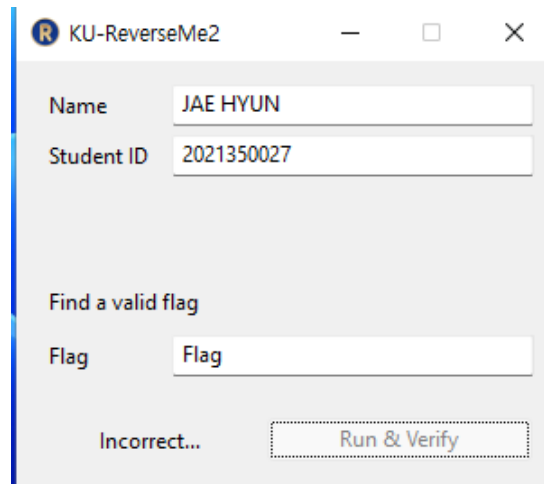 R KU-ReverseMe2
Name JAE HYUN
Student ID 2021350027
Find a valid flag
Flag Flag
Incorrect... Run & Verify